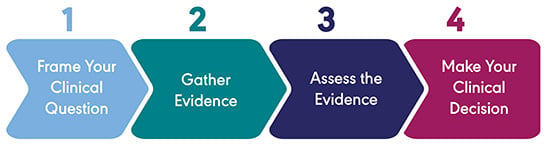 1
Frame Your
Clinical
Question
2
Gather
Evidence
3
Assess the
Evidence
4
Make Your
Clinical
Decision